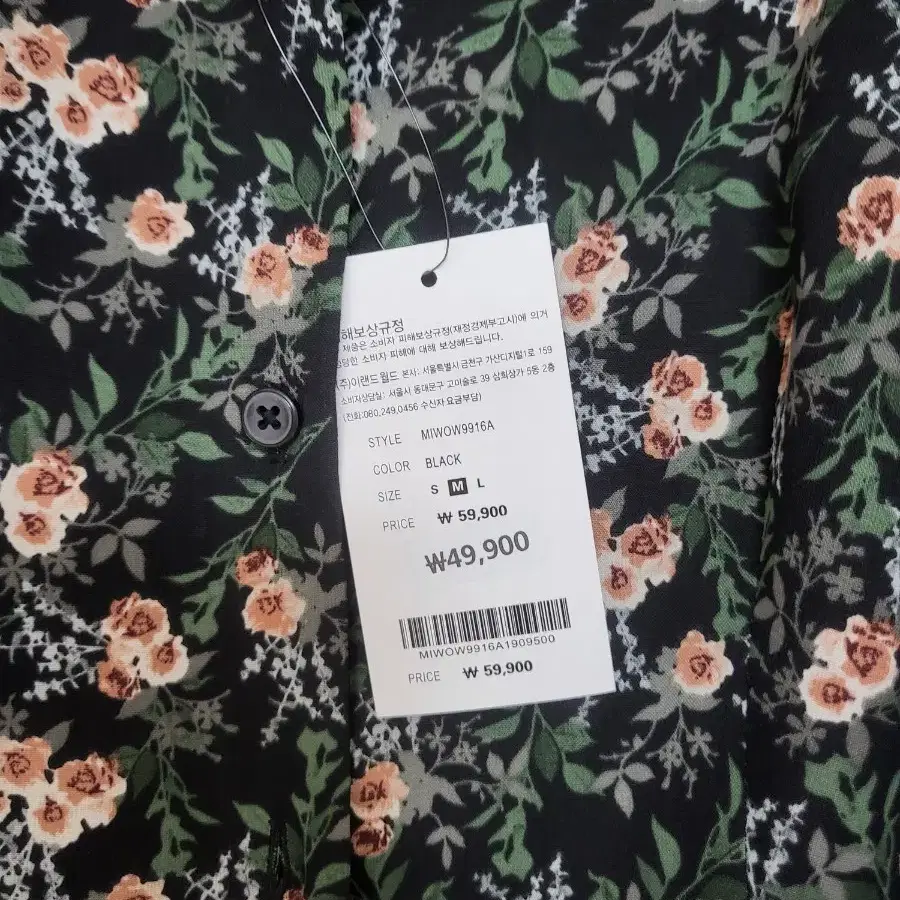 해보상규정
제품은 소비자 피해보상규정(재정경제부고시)에 의거
당한 소비자 피해에 대해 보상해드립니다.
(주)이랜드월드 본사: 서울특별시 금천구 가산디지털1로 159
소비자상담실: 서울시 동대문구 고미술로 39 삼희상가 5동 2층
(전화:080,249,0456 수신자 요금부담)
STYLE MIWOW9916A
COLOR BLACK
SIZE S M L
PRICE ₩ 59,900
₩49,900
MIWOW9916A1909500
PRICE ₩ 59,900